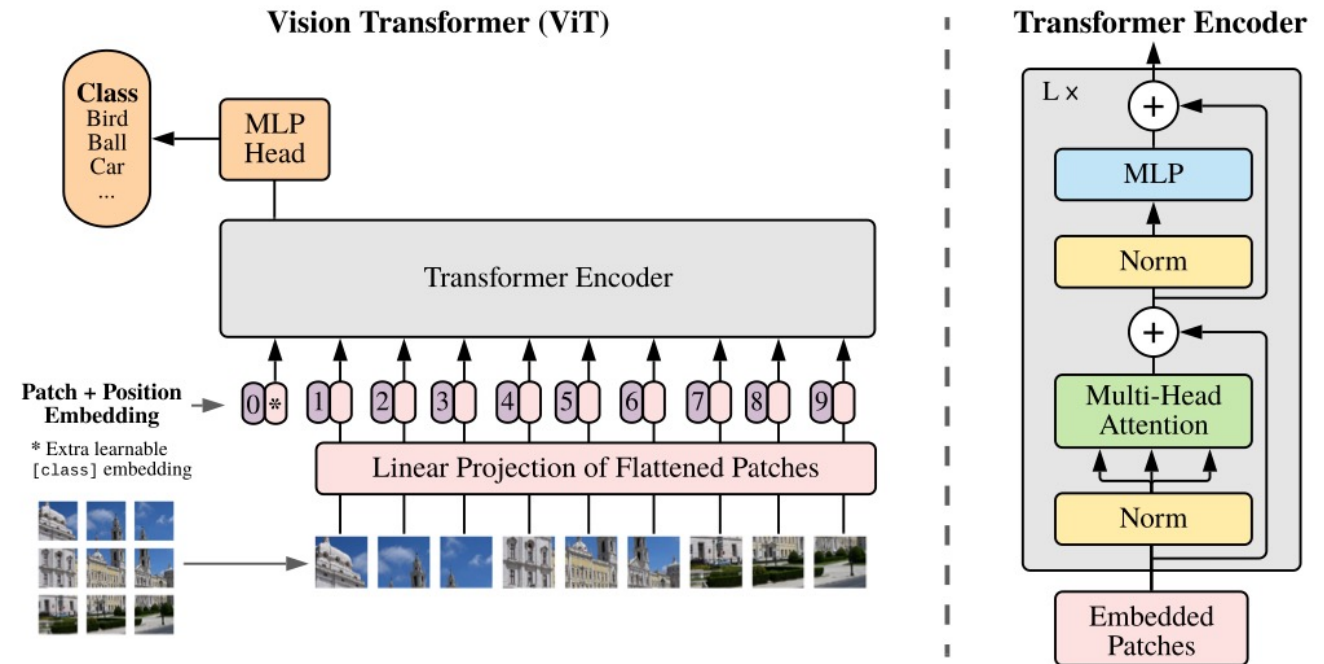 Vision Transformer (ViT)
Class
Bird
Ball
Car
...
MLP
Head
Transformer Encoder
Patch + Position
Embedding
0 * 1 2 3 4 5 6 7 8 9
* Extra learnable
[class] embedding
Linear Projection of Flattened Patches
Transformer Encoder
L ×
+
MLP
Norm
+
Multi-Head
Attention
Norm
Embedded
Patches